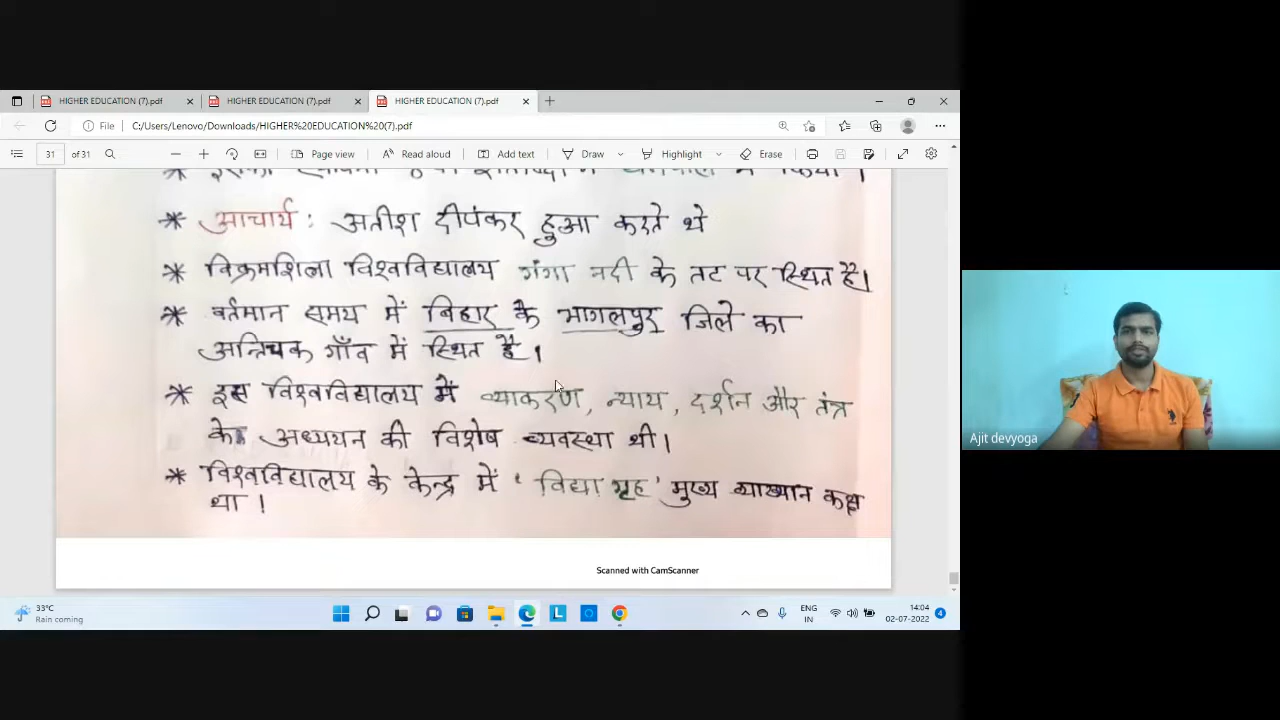 HIGHER EDUCATION (7).pdf
HIGHER EDUCATION (7).pdf
HIGHER EDUCATION (7).pdf
File
C:/Users/Lenovo/Downloads/HIGHER%20EDUCATION%20(7).pdf
31 of 31
Page view
Read aloud
Add text
Draw
Highlight
Erase
* आचार्य : अतीश दीपंकर हुआ करते थे
* विक्रमशिला विश्वविद्यालय गंगा नदी के तट पर स्थित है।
* वर्तमान समय में बिहार के भागलपुर जिले का
अन्तिचक गाँव में स्थित है।
* इस विश्वविद्यालय में व्याकरण, न्याय, दर्शन और तंत्र
के अध्ययन की विशेष व्यवस्था थी।
* विश्वविद्यालय के केन्द्र में ' विद्या गृह ' मुख्य व्याख्यान कक्ष
था।
Scanned with CamScanner
Ajit devyoga
33°C
Rain coming
ENG
IN
14:04
02-07-2022
4